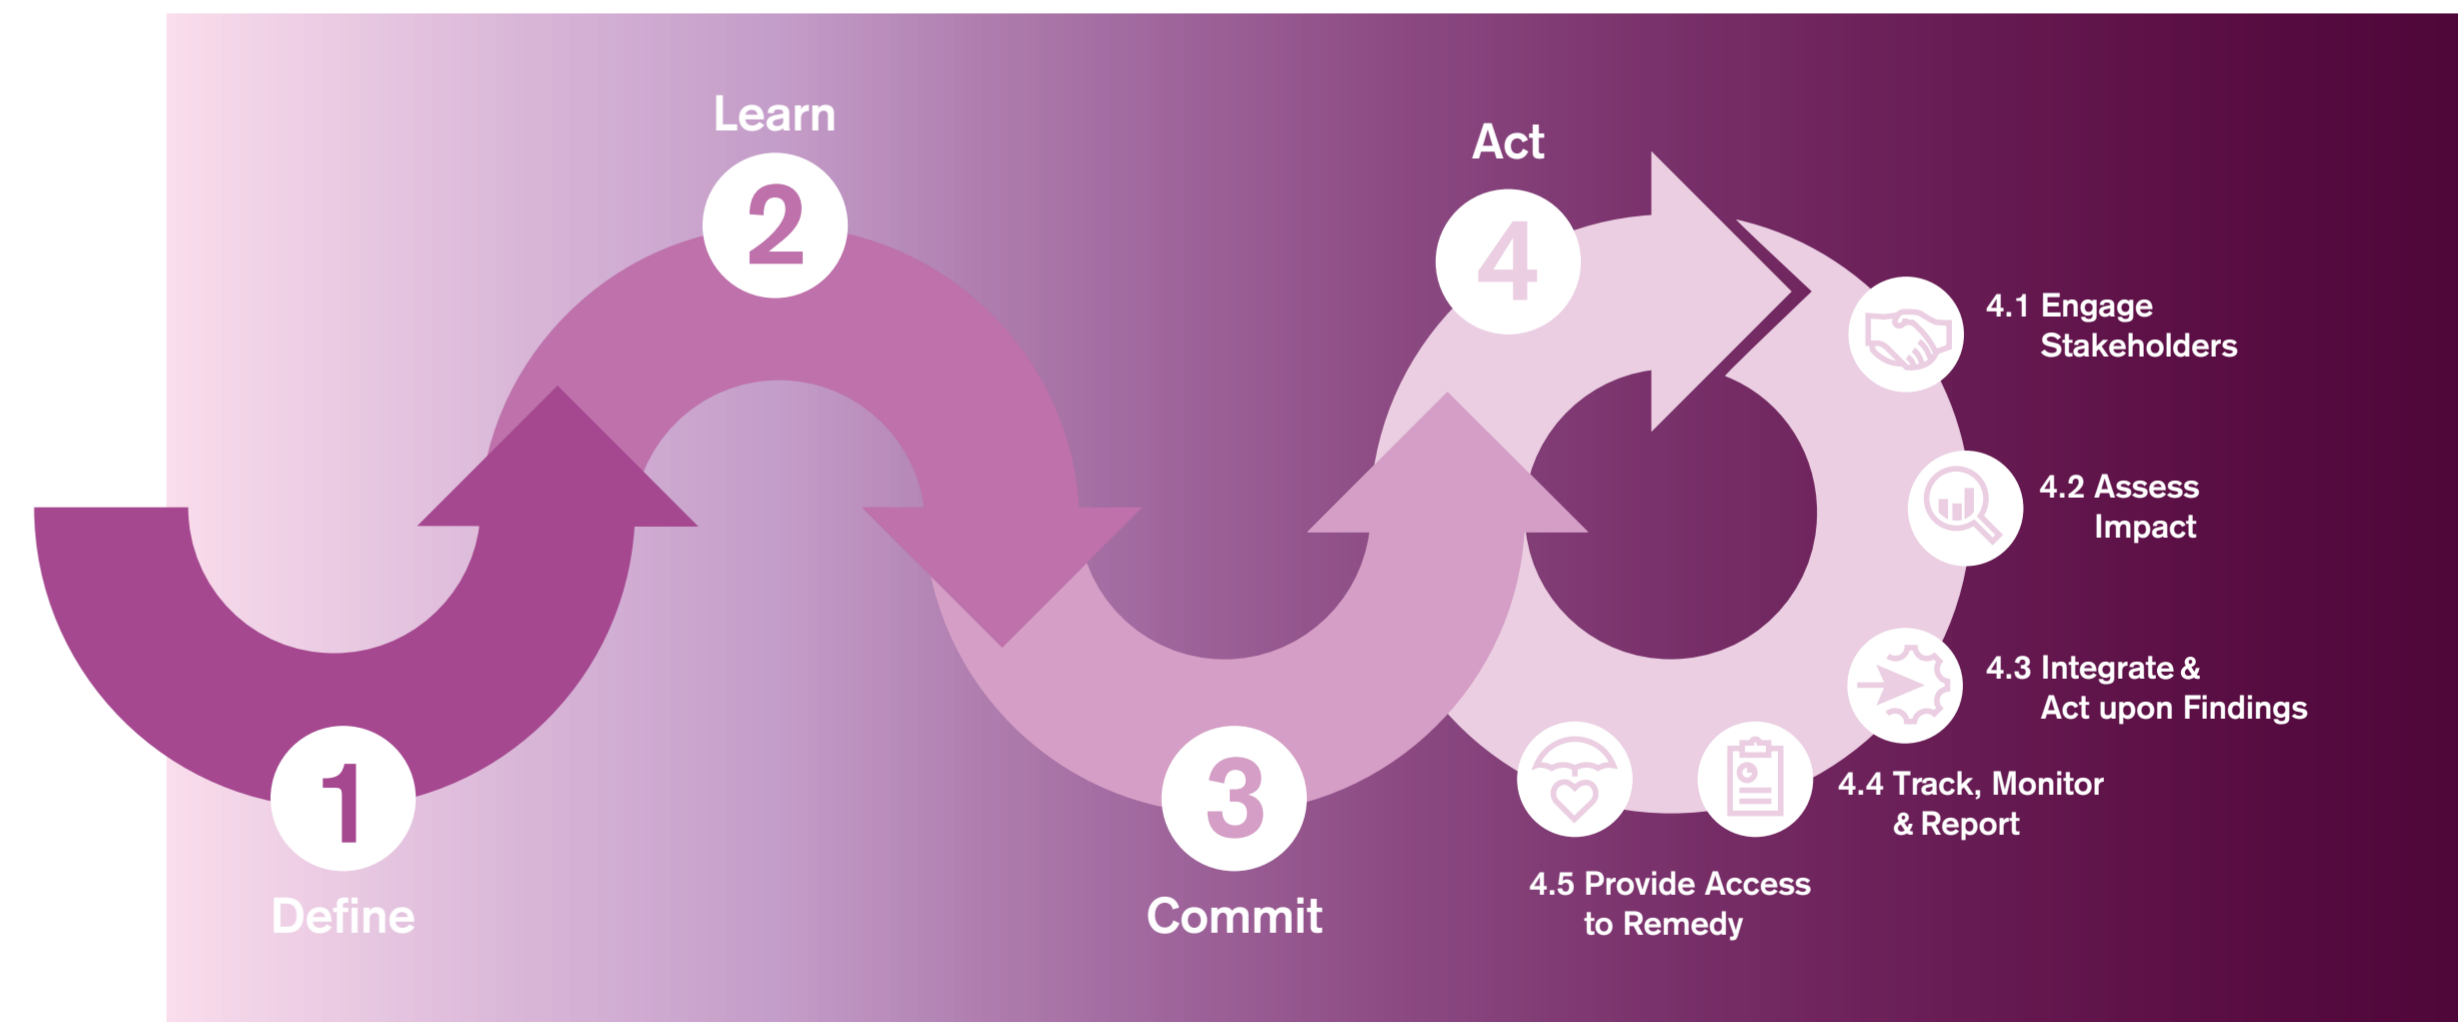 1
Define
Learn
2
3
Commit
Act
4
4.1 Engage
Stakeholders
4.2 Assess
Impact
4.3 Integrate &
Act upon Findings
4.4 Track, Monitor
& Report
4.5 Provide Access
to Remedy